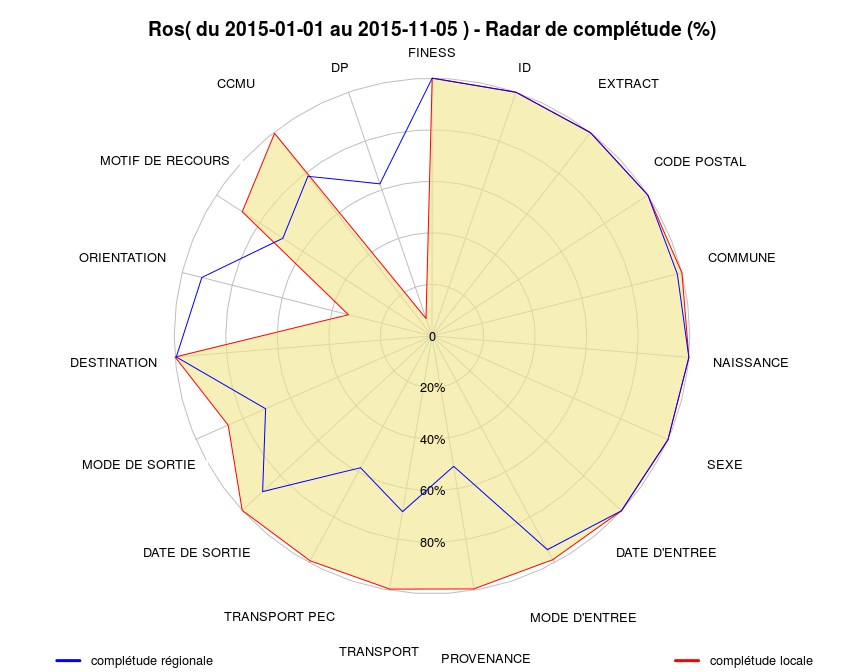 Ros( du 2015-01-01 au 2015-11-05 ) - Radar de complétude (%)
FINESS
DP
ID
CCMU
EXTRACT
MOTIF DE RECOURS
CODE POSTAL
ORIENTATION
COMMUNE
0
DESTINATION
NAISSANCE
20%
40%
MODE DE SORTIE
SEXE
60%
80%
DATE DE SORTIE
DATE D'ENTREE
TRANSPORT PEC
MODE D'ENTREE
TRANSPORT
PROVENANCE
complétude régionale
complétude locale